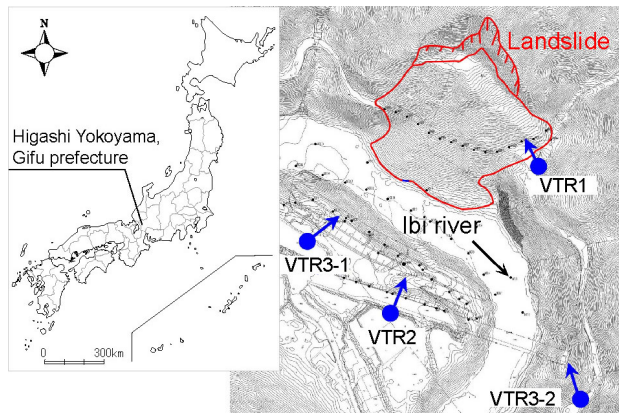 N
Higashi Yokoyama,
Gifu prefecture
0 300km
Landslide
VTR1
Ibi river
VTR3-1
VTR2
VTR3-2